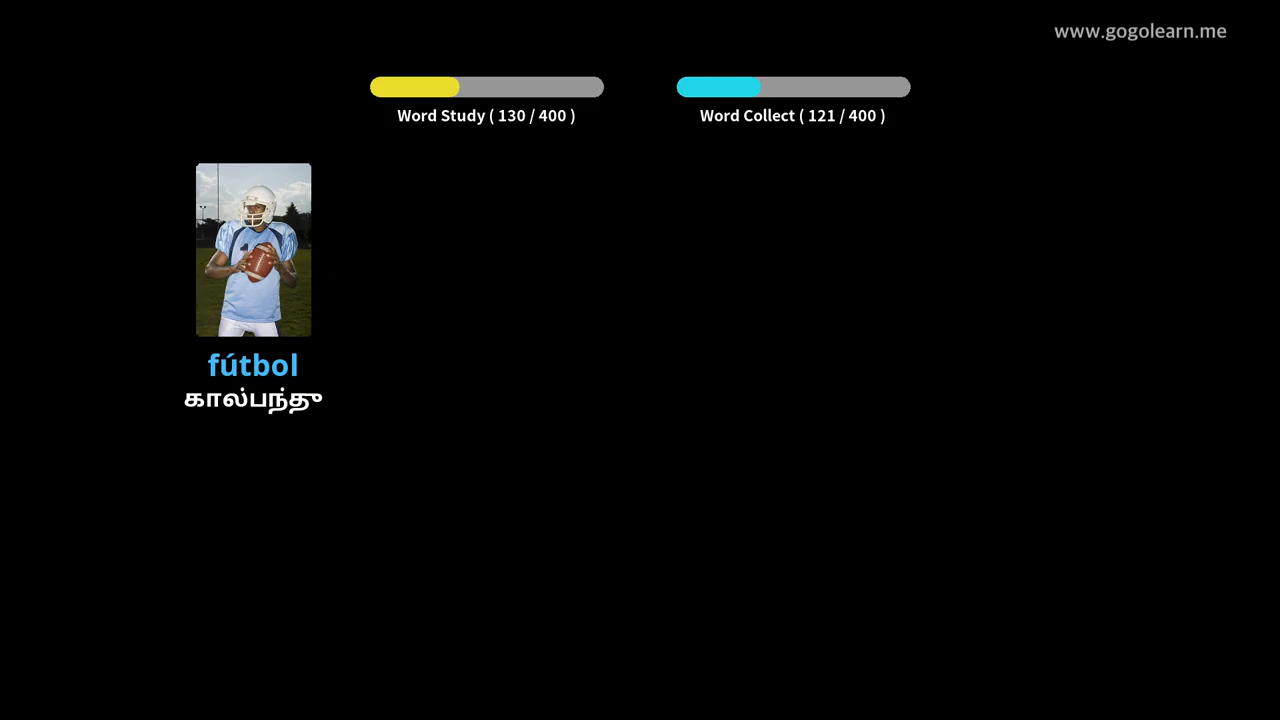 www.gogolearn.me
Word Study ( 130 / 400 )
Word Collect ( 121 / 400 )
fútbol
கால்பந்து